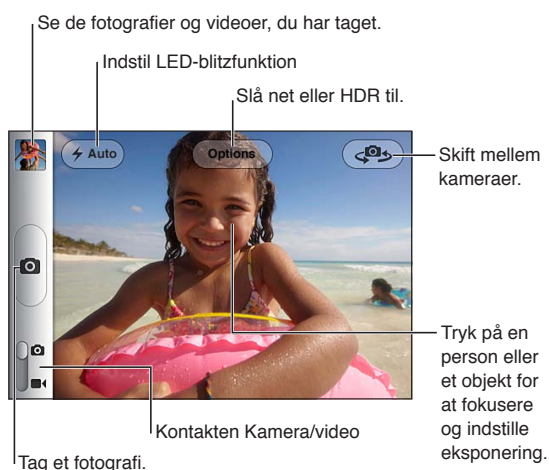 Se de fotografier og videoer, du har taget.
Indstil LED-blitzfunktion
Slå net eller HDR til.
Auto
Options
Skift mellem
kameraer.
Tryk på en
person eller
et objekt for
at fokusere
og indstille
eksponering.
Kontakten Kamera/video
Tag et fotografi.